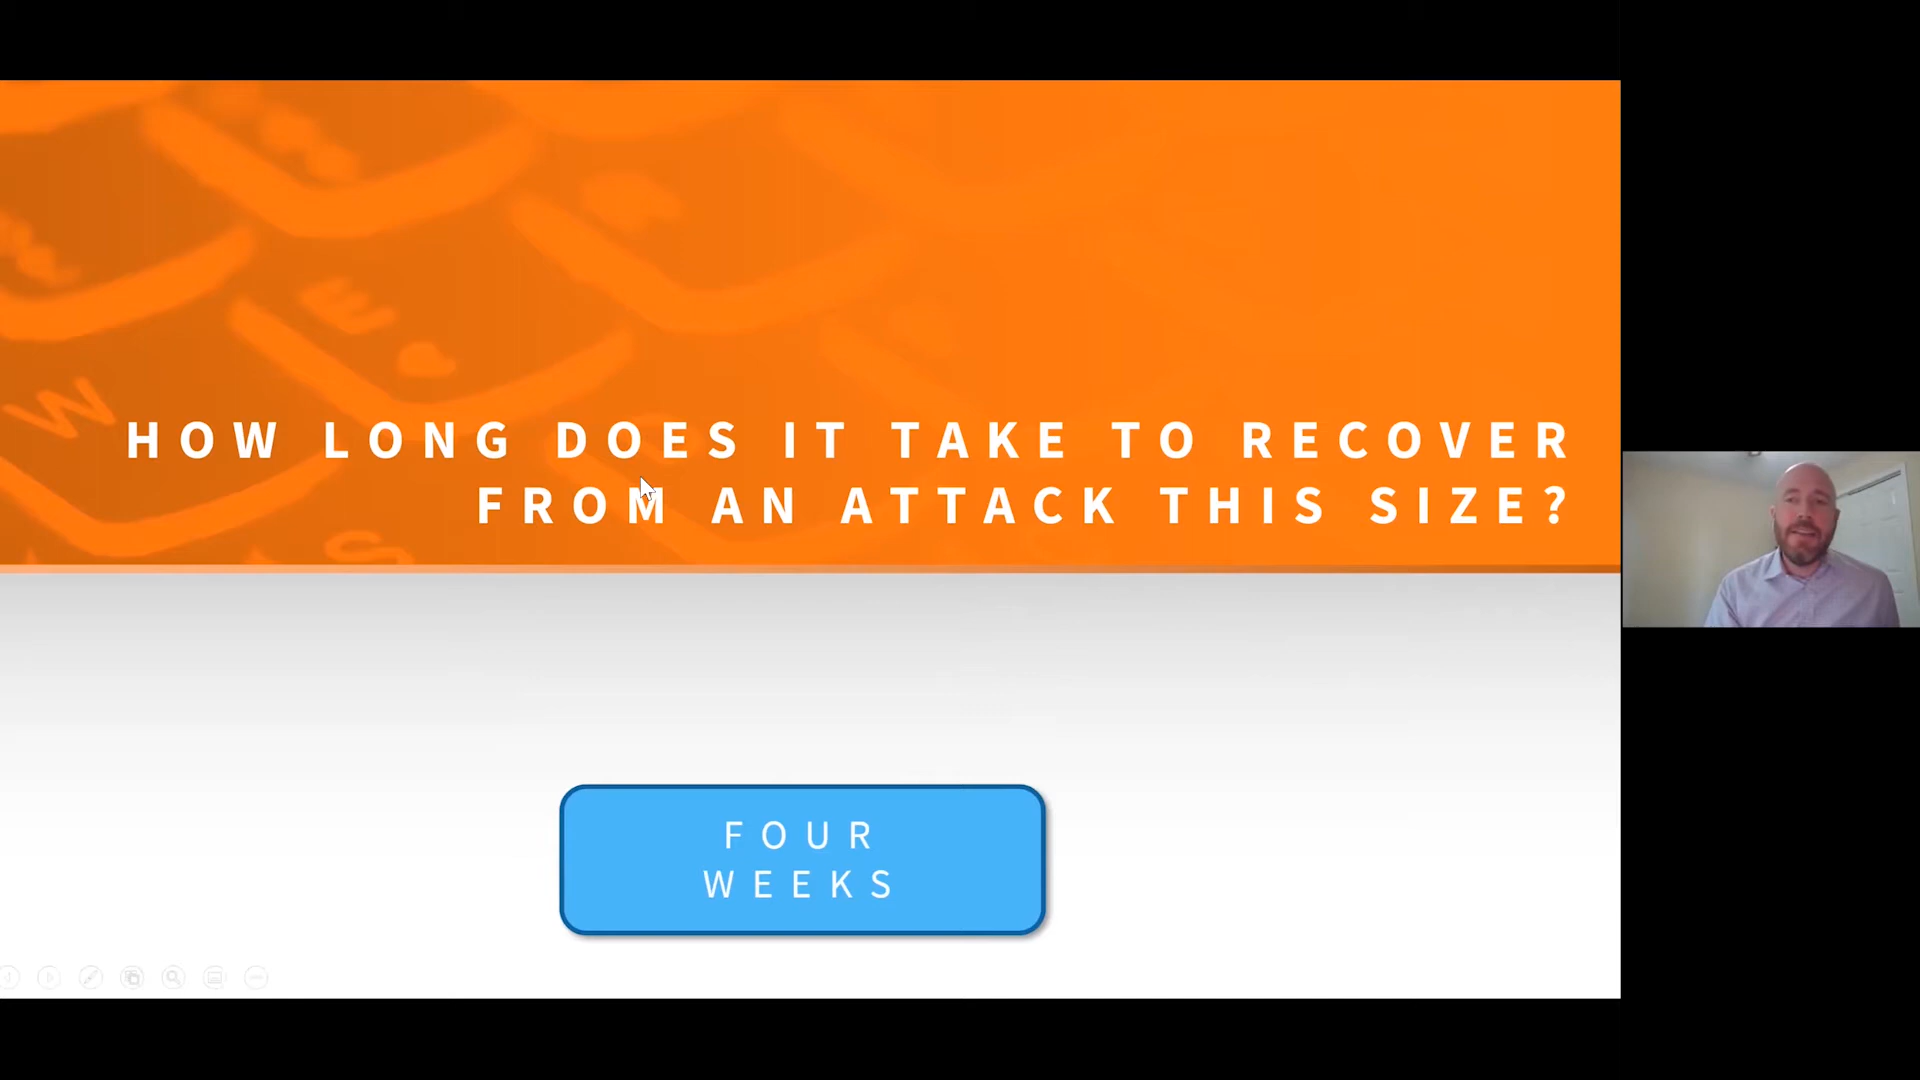 HOW LONG DOES IT TAKE TO RECOVER
FROM AN ATTACK THIS SIZE?
W
E
S
FOUR
WEEKS